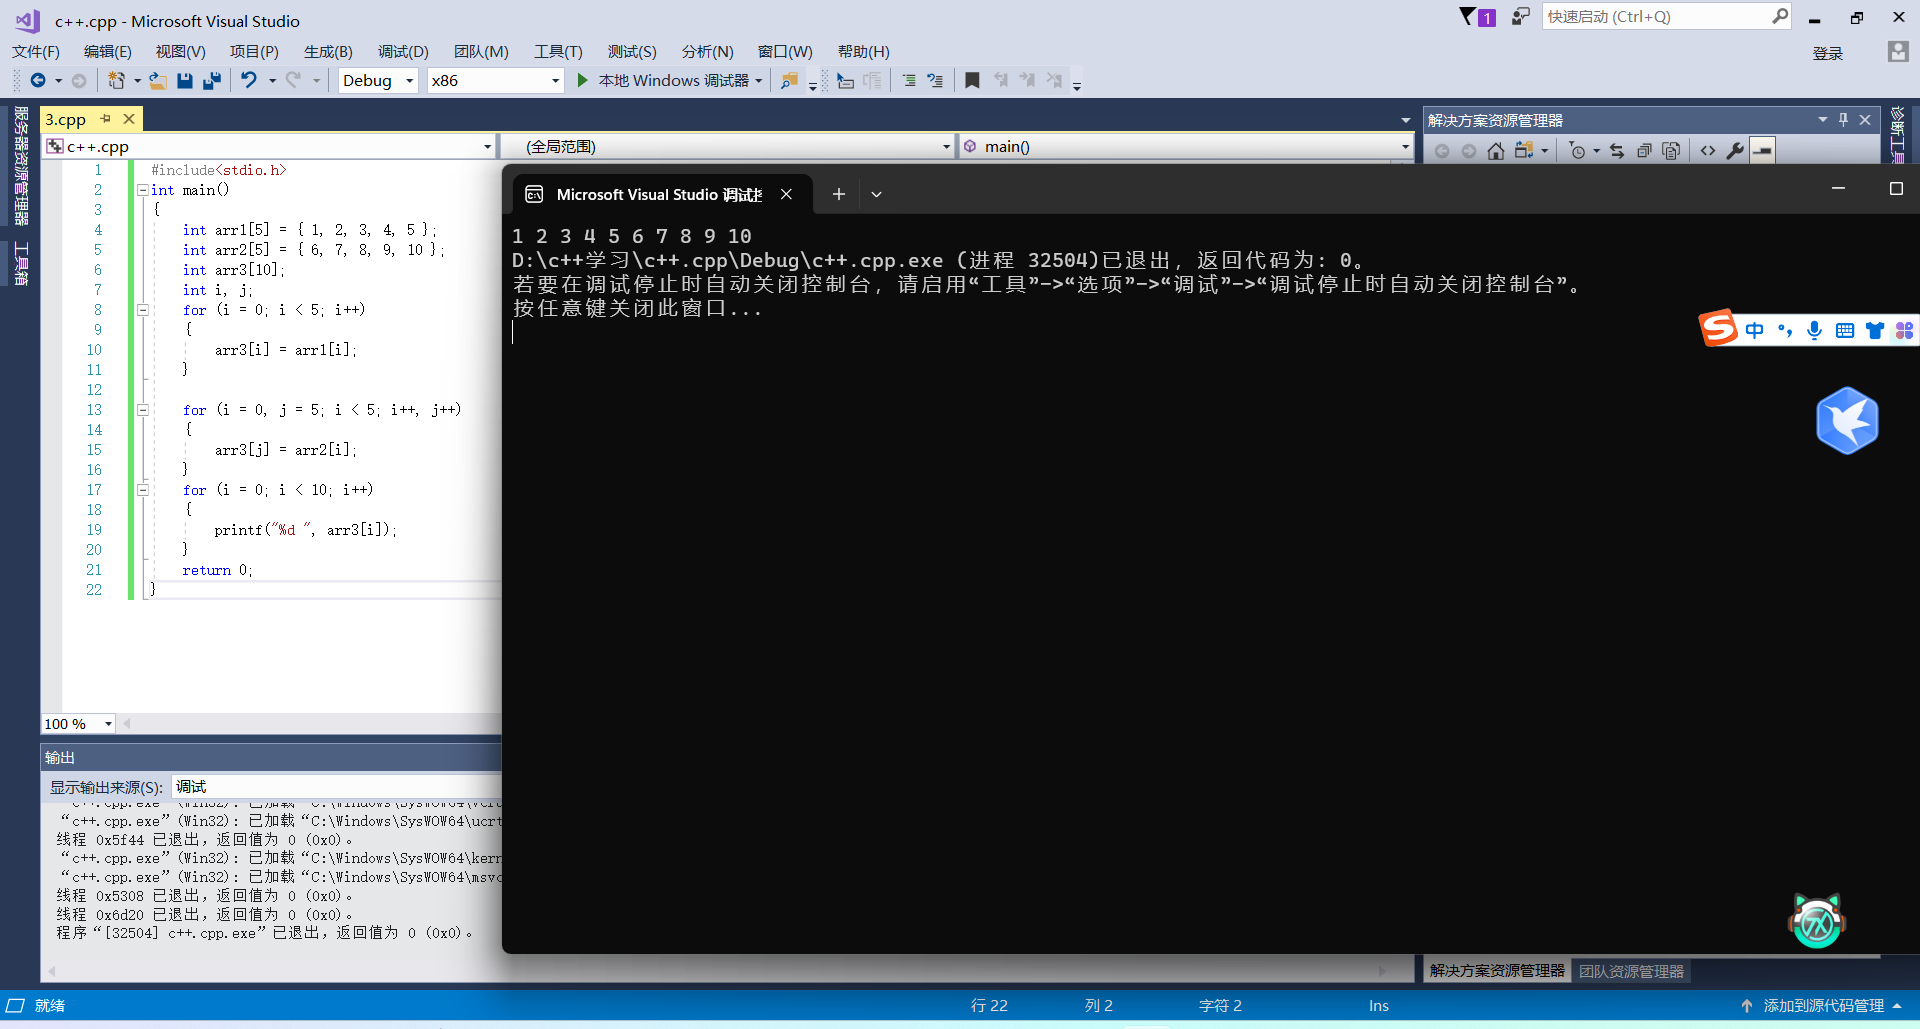 c++.cpp - Microsoft Visual Studio
1
快速启动 (Ctrl+Q)
文件(F) 编辑(E) 视图(V) 项目(P) 生成(B) 调试(D) 团队(M) 工具(T) 测试(S) 分析(N) 窗口(W) 帮助(H)
登录
Debug x86 本地 Windows 调试器
服务器资源管理器
工具箱
3.cpp
c++.cpp (全局范围) main()
1 #include<stdio.h>
2 int main()
3 {
4 int arr1[5] = { 1, 2, 3, 4, 5 };
5 int arr2[5] = { 6, 7, 8, 9, 10 };
6 int arr3[10];
7 int i, j;
8 for (i = 0; i < 5; i++)
9 {
10 arr3[i] = arr1[i];
11 }
12
13 for (i = 0, j = 5; i < 5; i++, j++)
14 {
15 arr3[j] = arr2[i];
16 }
17 for (i = 0; i < 10; i++)
18 {
19 printf("%d ", arr3[i]);
20 }
21 return 0;
22 }
100 %
Microsoft Visual Studio 调试
1 2 3 4 5 6 7 8 9 10
D:\c++学习\c++.cpp\Debug\c++.cpp.exe (进程 32504)已退出，返回代码为: 0。
若要在调试停止时自动关闭控制台，请启用“工具”->“选项”->“调试”->“调试停止时自动关闭控制台”。
按任意键关闭此窗口...
解决方案资源管理器
诊断工具
S 中
7X
输出
显示输出来源(S): 调试
“c++.cpp.exe”(Win32): 已加载“C:\Windows\SysWOW64\vcru
“c++.cpp.exe”(Win32): 已加载“C:\Windows\SysWOW64\ucrt
线程 0x5f44 已退出，返回值为 0 (0x0)。
“c++.cpp.exe”(Win32): 已加载“C:\Windows\SysWOW64\kern
“c++.cpp.exe”(Win32): 已加载“C:\Windows\SysWOW64\msvc
线程 0x5308 已退出，返回值为 0 (0x0)。
线程 0x6d20 已退出，返回值为 0 (0x0)。
程序“[32504] c++.cpp.exe”已退出，返回值为 0 (0x0)。
解决方案资源管理器 团队资源管理器
就绪 行 22 列 2 字符 2 Ins 添加到源代码管理